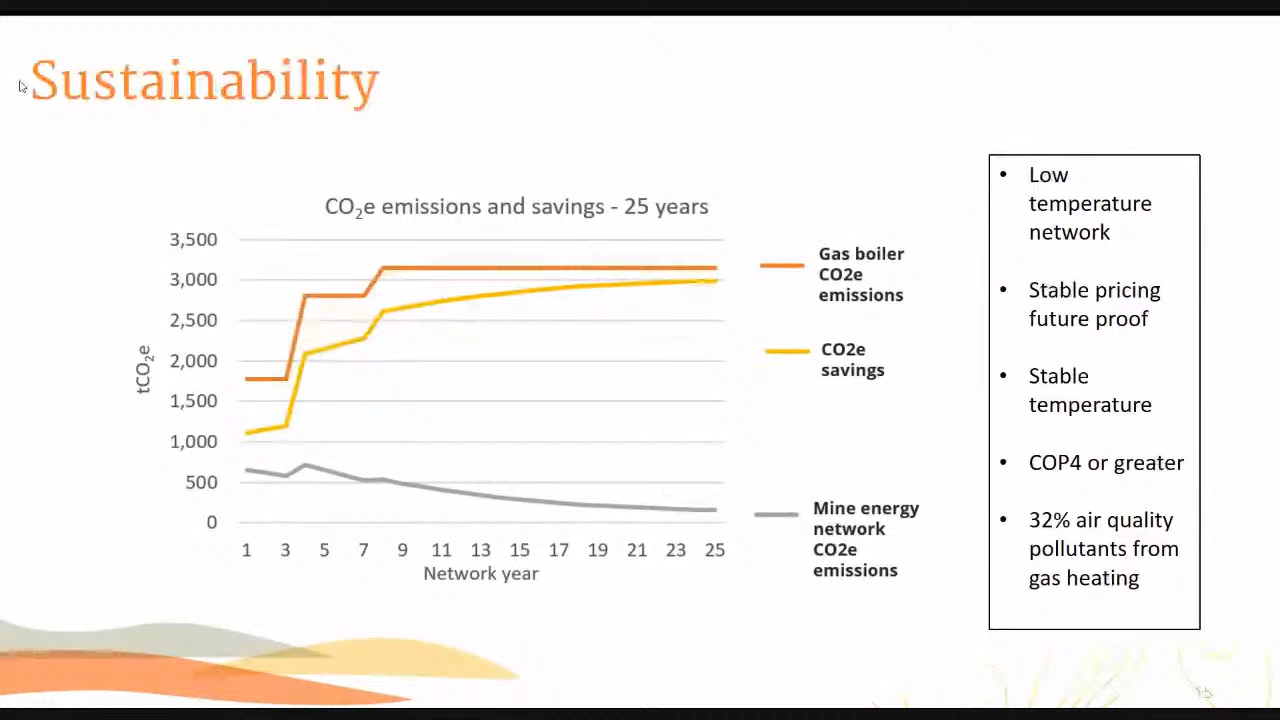 Sustainability
CO₂e emissions and savings - 25 years
3,500
3,000
2,500
2,000
1,500
1,000
500
0
tCO₂e
1 3 5 7 9 11 13 15 17 19 21 23 25
Network year
Gas boiler
CO2e
emissions
CO2e
savings
Mine energy
network
CO2e
emissions
• Low
temperature
network
• Stable pricing
future proof
• Stable
temperature
• COP4 or greater
• 32% air quality
pollutants from
gas heating